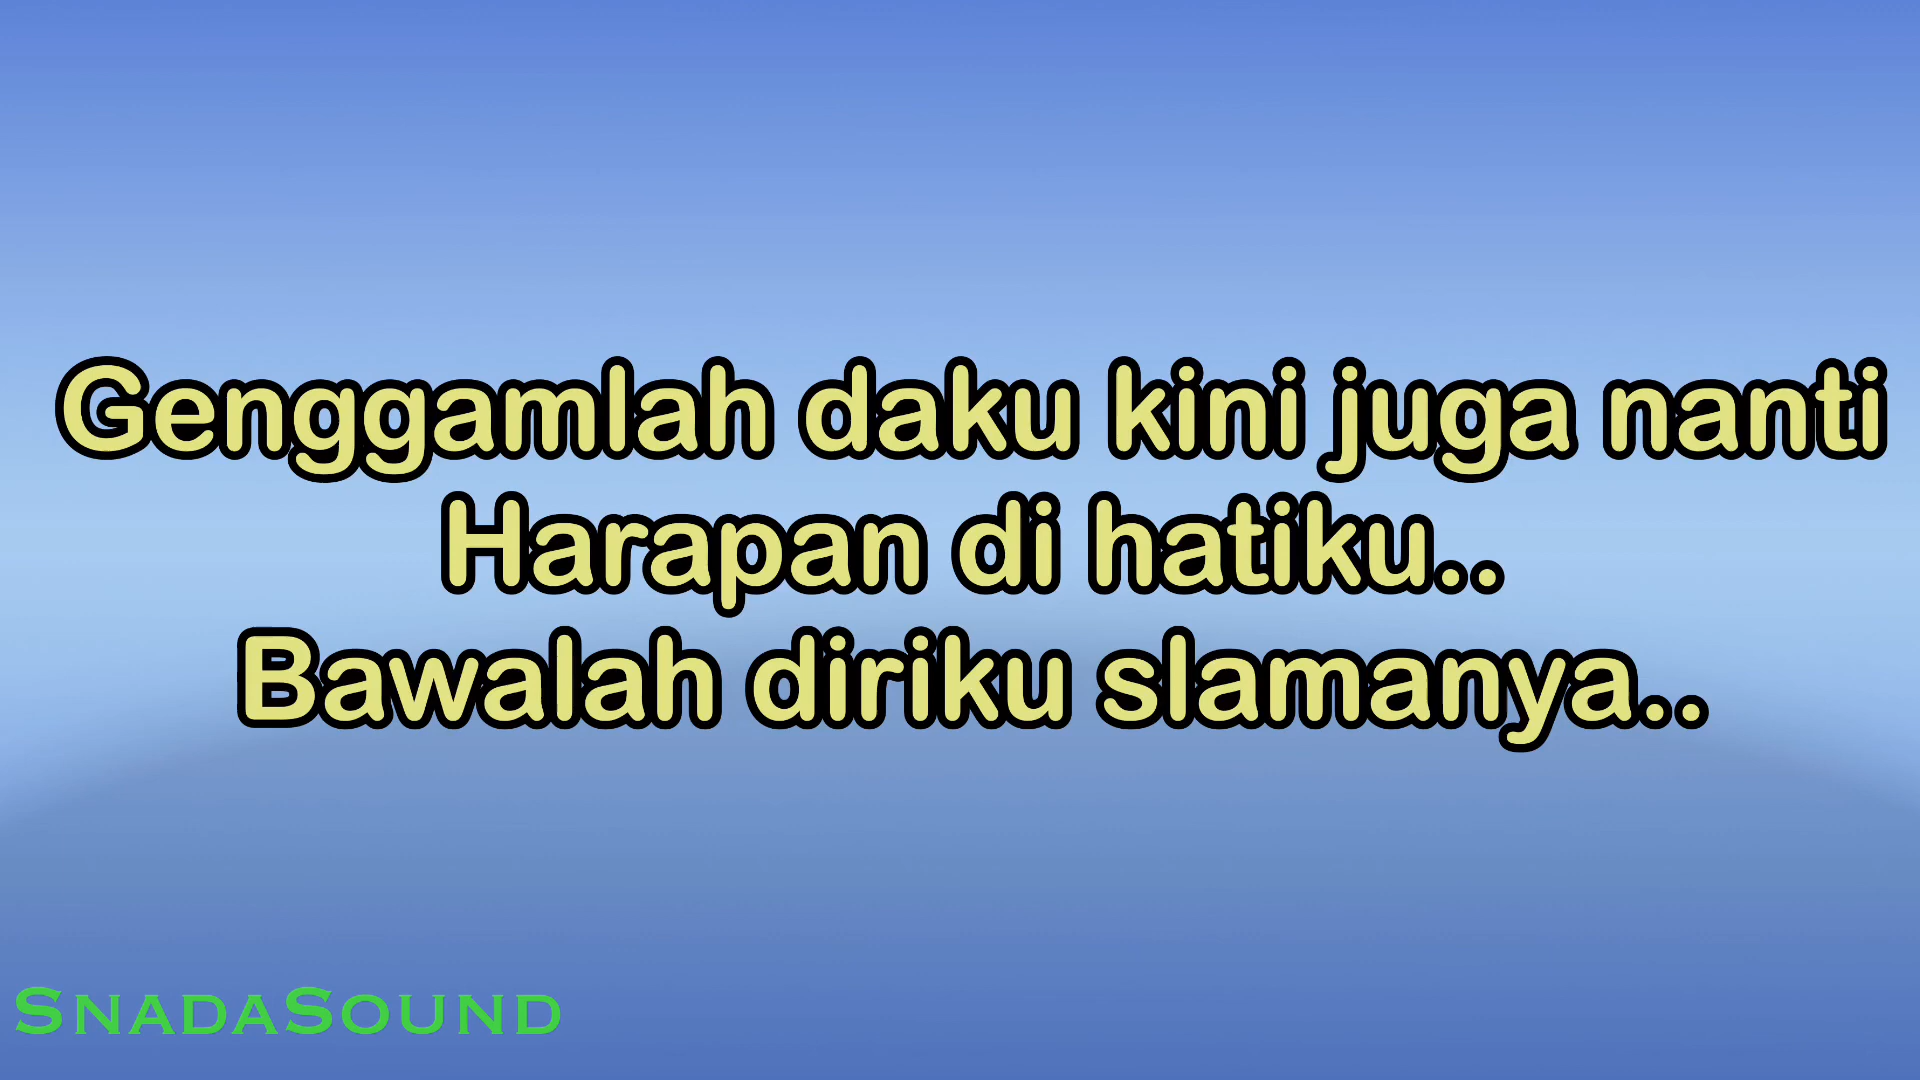 Genggamlah daku kini juga nanti
Harapan di hatiku..
Bawalah diriku slamanya..
SnadaSound